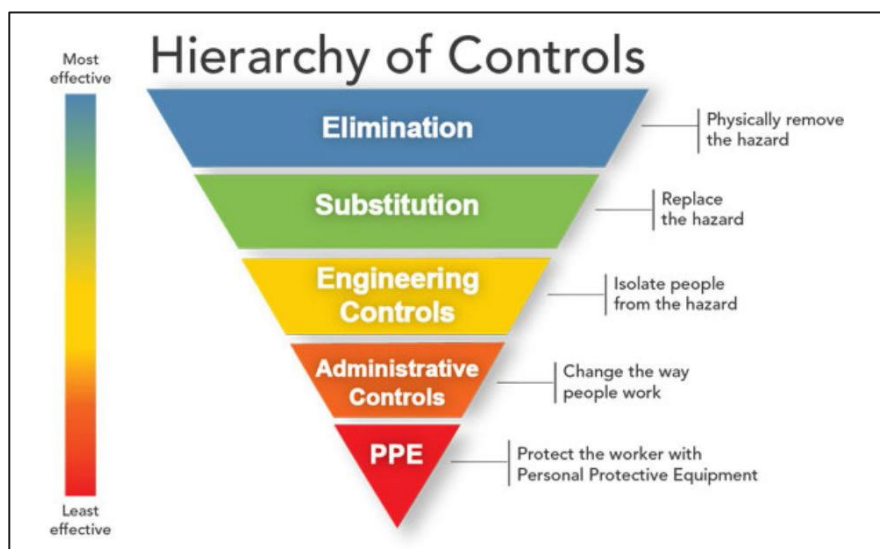 Hierarchy of Controls
Most
effective
Elimination
Physically remove
the hazard
Substitution
Replace
the hazard
Engineering
Controls
Isolate people
from the hazard
Administrative
Controls
Change the way
people work
PPE
Protect the worker with
Personal Protective Equipment
Least
effective